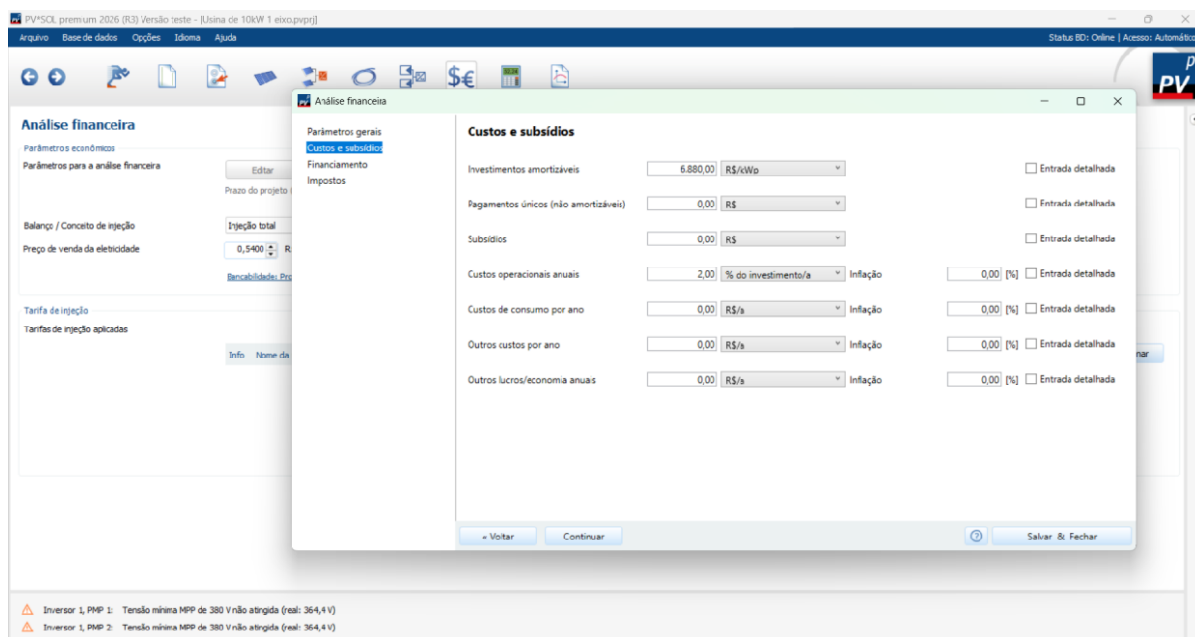 PV*SOL premium 2026 (R3) Versão teste - [Usina de 10kW 1 eixo.pvprj]
Arquivo Base de dados Opções Idioma Ajuda Status BD: Online | Acesso: Automático
$€
PV
Análise financeira
Parâmetros econômicos
Parâmetros para a análise financeira Editar
Prazo do projeto
Balanço / Conceito de injeção Injeção total
Preço de venda da eleticidade 0,5400 R
Bancabilidade: Pro
Tarifa de injeção
Tarifas de injeção aplicadas
Info Nome da
nar
Análise financeira
Parâmetros gerais
Custos e subsídios
Financiamento
Impostos
Custos e subsídios
Investimentos amortizáveis 6.880,00 R$/kWp Entrada detalhada
Pagamentos únicos (não amortizáveis) 0,00 R$ Entrada detalhada
Subsídios 0,00 R$ Entrada detalhada
Custos operacionais anuais 2,00 % do investimento/a Inflação 0,00 [%] Entrada detalhada
Custos de consumo por ano 0,00 R$/a Inflação 0,00 [%] Entrada detalhada
Outros custos por ano 0,00 R$/a Inflação 0,00 [%] Entrada detalhada
Outros lucros/economia anuais 0,00 R$/a Inflação 0,00 [%] Entrada detalhada
« Voltar Continuar ? Salvar & Fechar
Inversor 1, PMP 1: Tensão mínima MPP de 380 V não atingida (real: 364,4 V)
Inversor 1, PMP 2: Tensão mínima MPP de 380 V não atingida (real: 364,4 V)